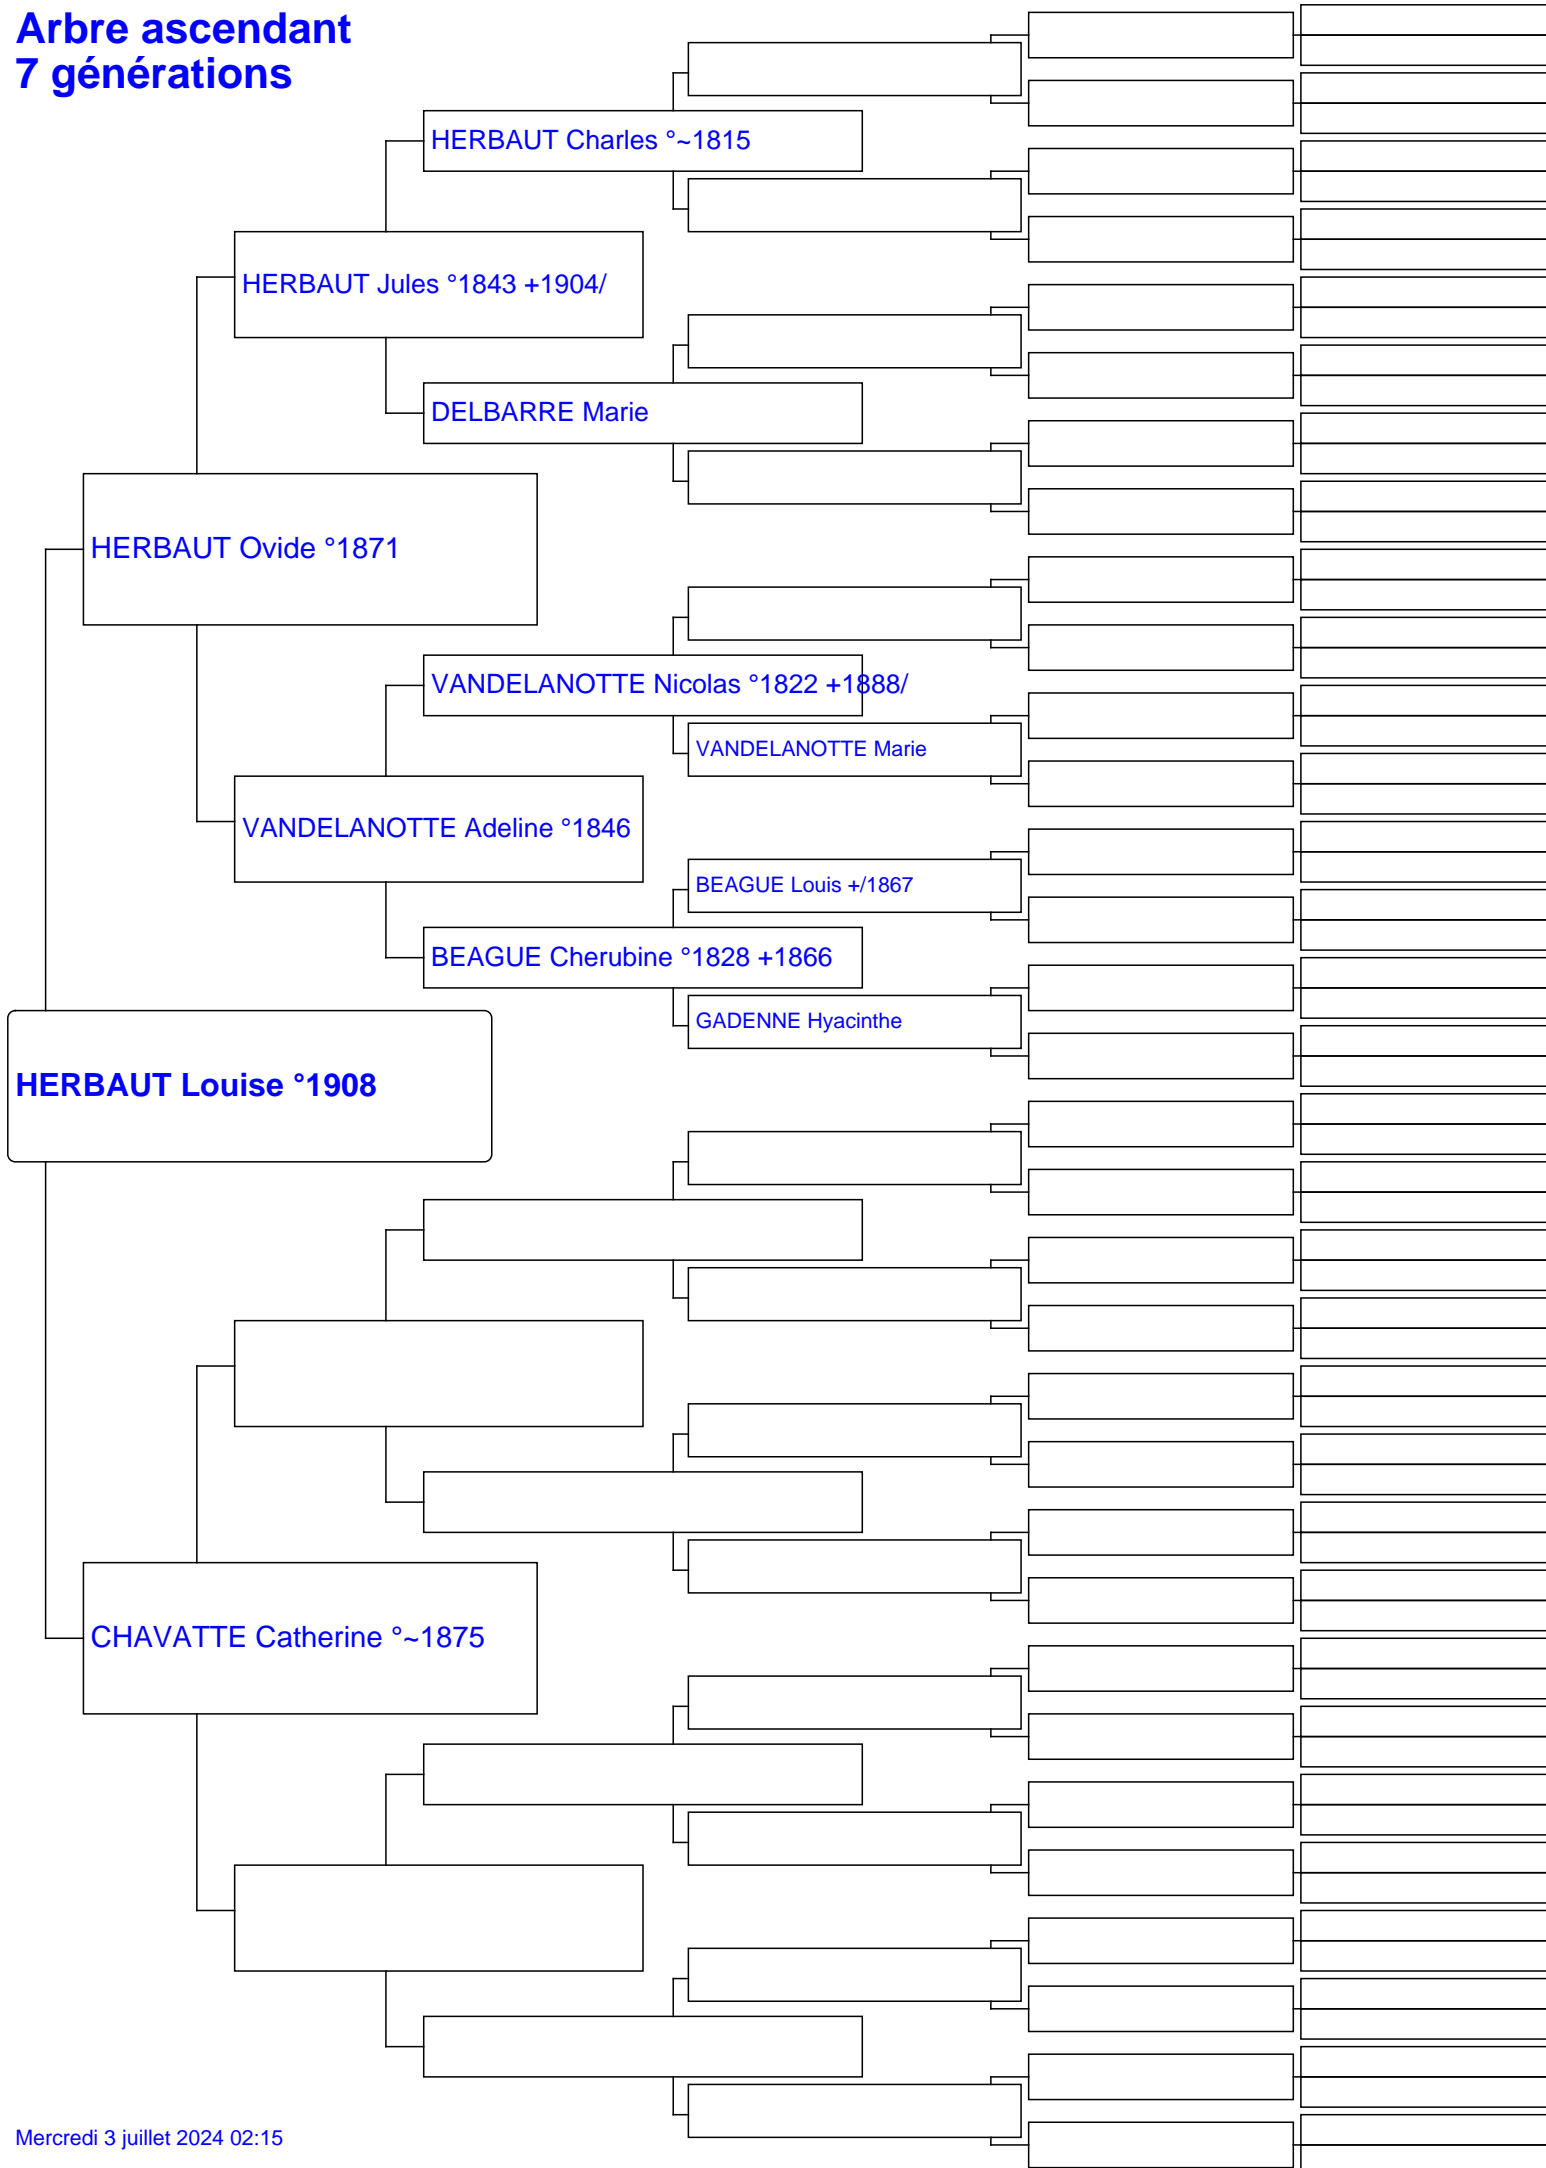 Arbre ascendant
7 générations
HERBAUT Charles °~1815
HERBAUT Jules °1843 +1904/
DELBARRE Marie
HERBAUT Ovide °1871
VANDELANOTTE Nicolas °1822 +1888/
VANDELANOTTE Marie
VANDELANOTTE Adeline °1846
BEAGUE Louis +/1867
BEAGUE Cherubine °1828 +1866
GADENNE Hyacinthe
HERBAUT Louise °1908
CHAVATTE Catherine °~1875
Mercredi 3 juillet 2024 02:15